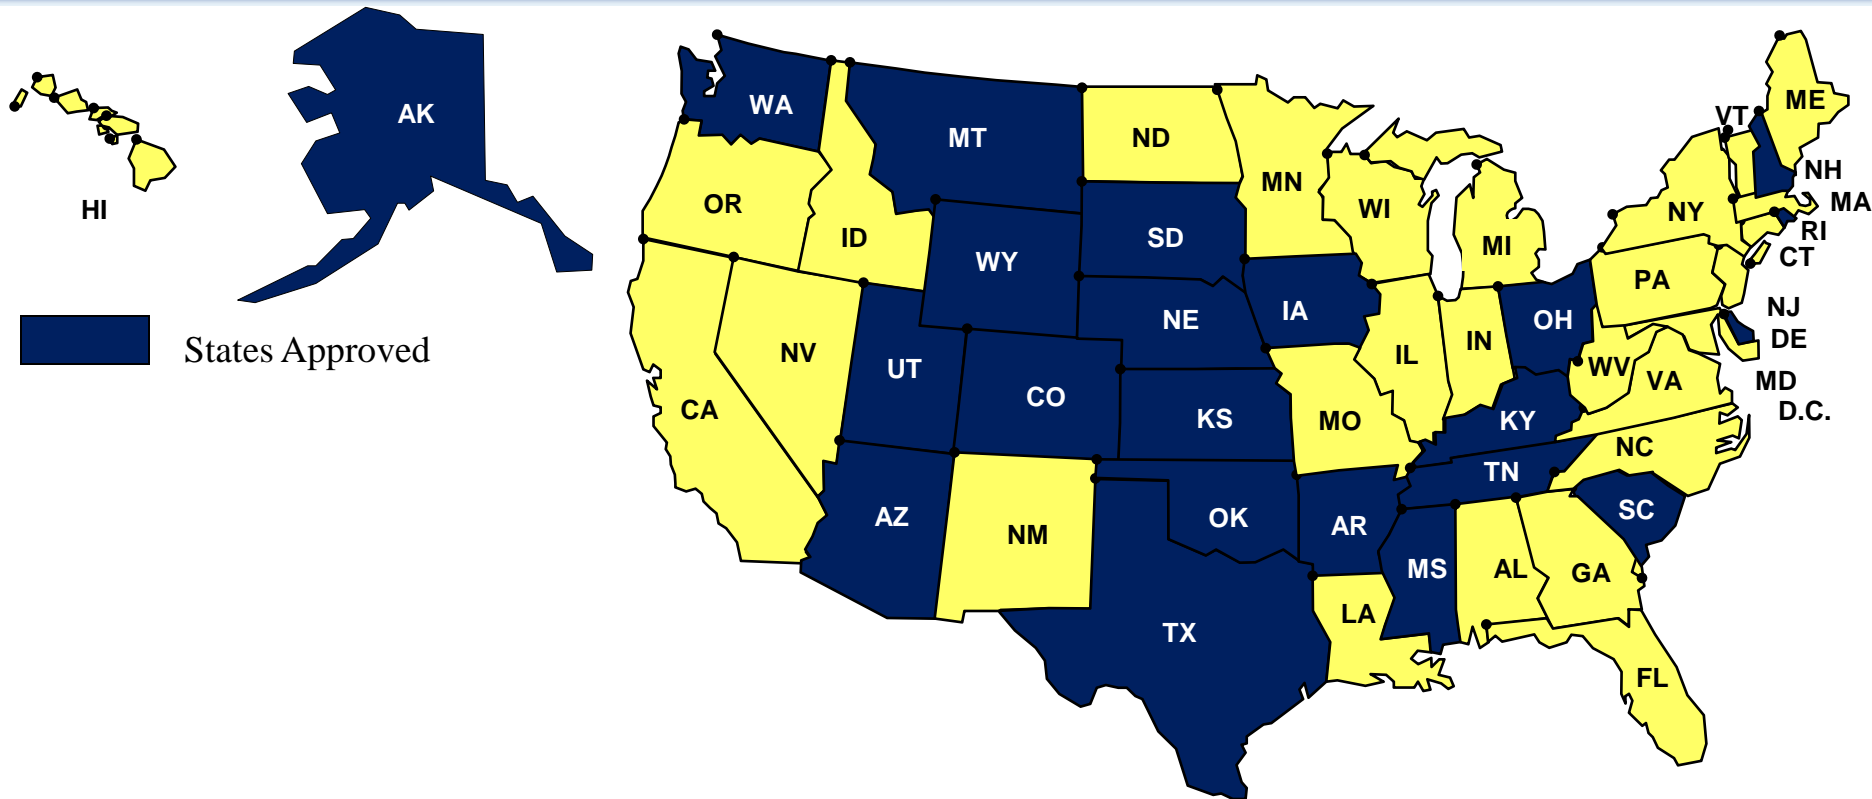 AK
HI
States Approved
WA
MT
ND
MN
OR
ID
SD
WI
WY
MI
NE
IA
NV
UT
CO
IL
IN
OH
CA
KS
MO
KY
WV
VA
PA
NY
VT
ME
NH
MA
RI
CT
NJ
DE
MD
D.C.
NC
TN
AZ
NM
OK
AR
SC
MS
AL
GA
TX
LA
FL